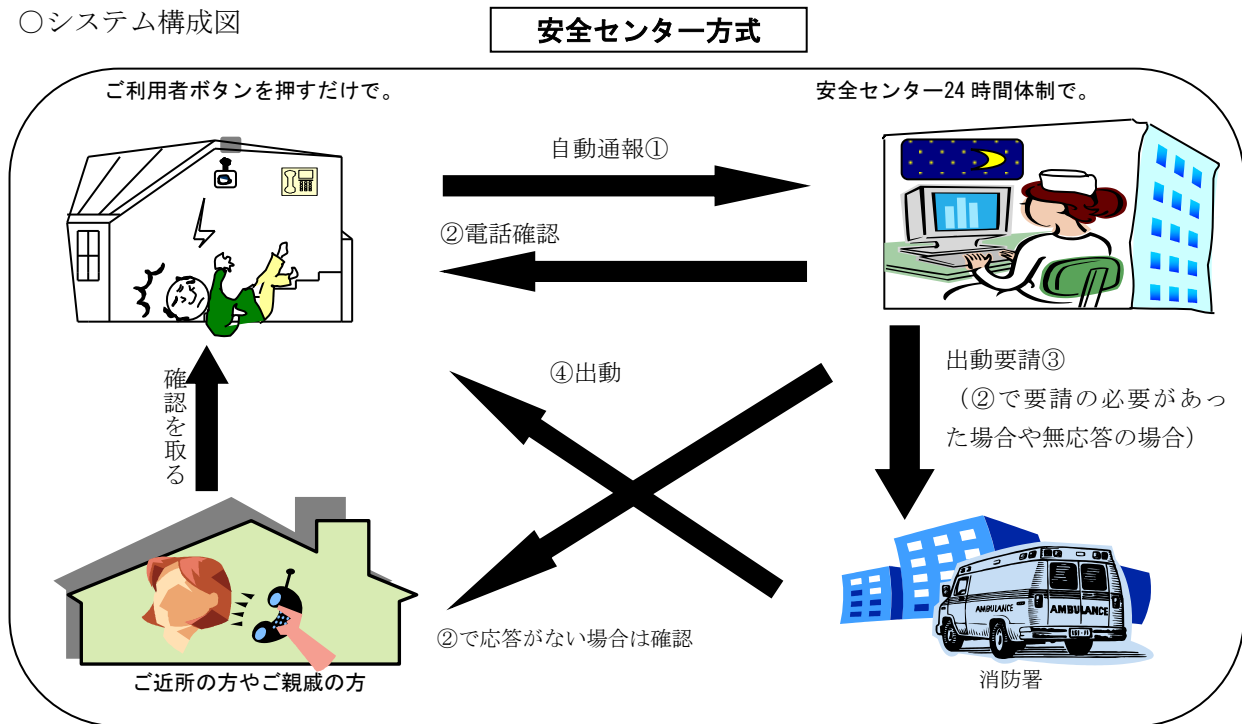 ○システム構成図
安全センター方式
ご利用者ボタンを押すだけで。
安全センター24時間体制で。
自動通報①
②電話確認
④出動
出動要請③
（②で要請の必要があっ
た場合や無応答の場合）
確認を取る
②で応答がない場合は確認
ご近所の方やご親戚の方
AMBULANCE
AMBULANCE
消防署